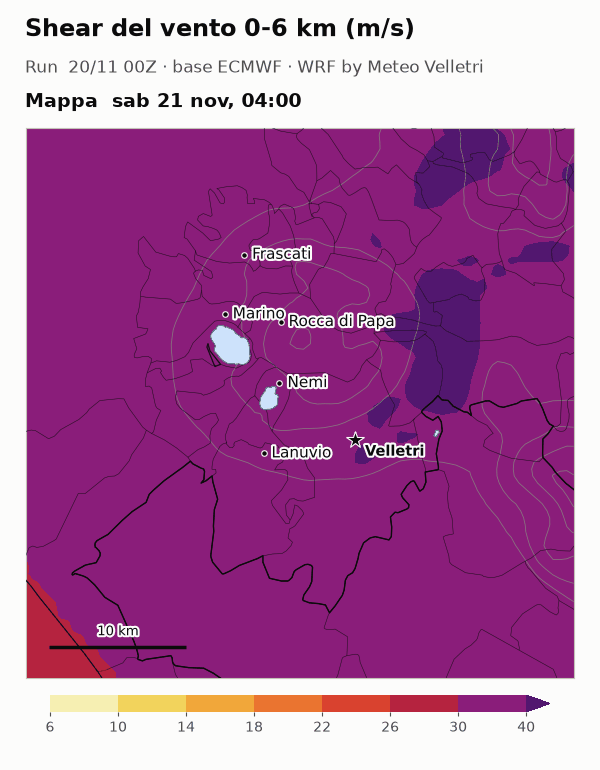 Shear del vento 0-6 km (m/s)
Run  20/11 00Z · base ECMWF · WRF by Meteo Velletri
Mappa  sab 21 nov, 04:00
Frascati
Marino
Rocca di Papa
Nemi
Velletri
Lanuvio
10 km
6 10 14 18 22 26 30 40